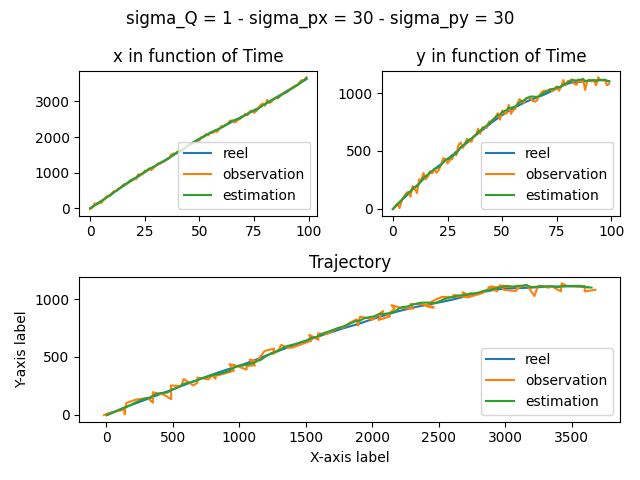 sigma_Q = 1 - sigma_px = 30 - sigma_py = 30
x in function of Time
y in function of Time
3000
2000
1000
0
reel
observation
estimation
0 25 50 75 100
1000
500
0
reel
observation
estimation
0 25 50 75 100
Trajectory
Y-axis label
1000
500
0
reel
observation
estimation
0 500 1000 1500 2000 2500 3000 3500
X-axis label